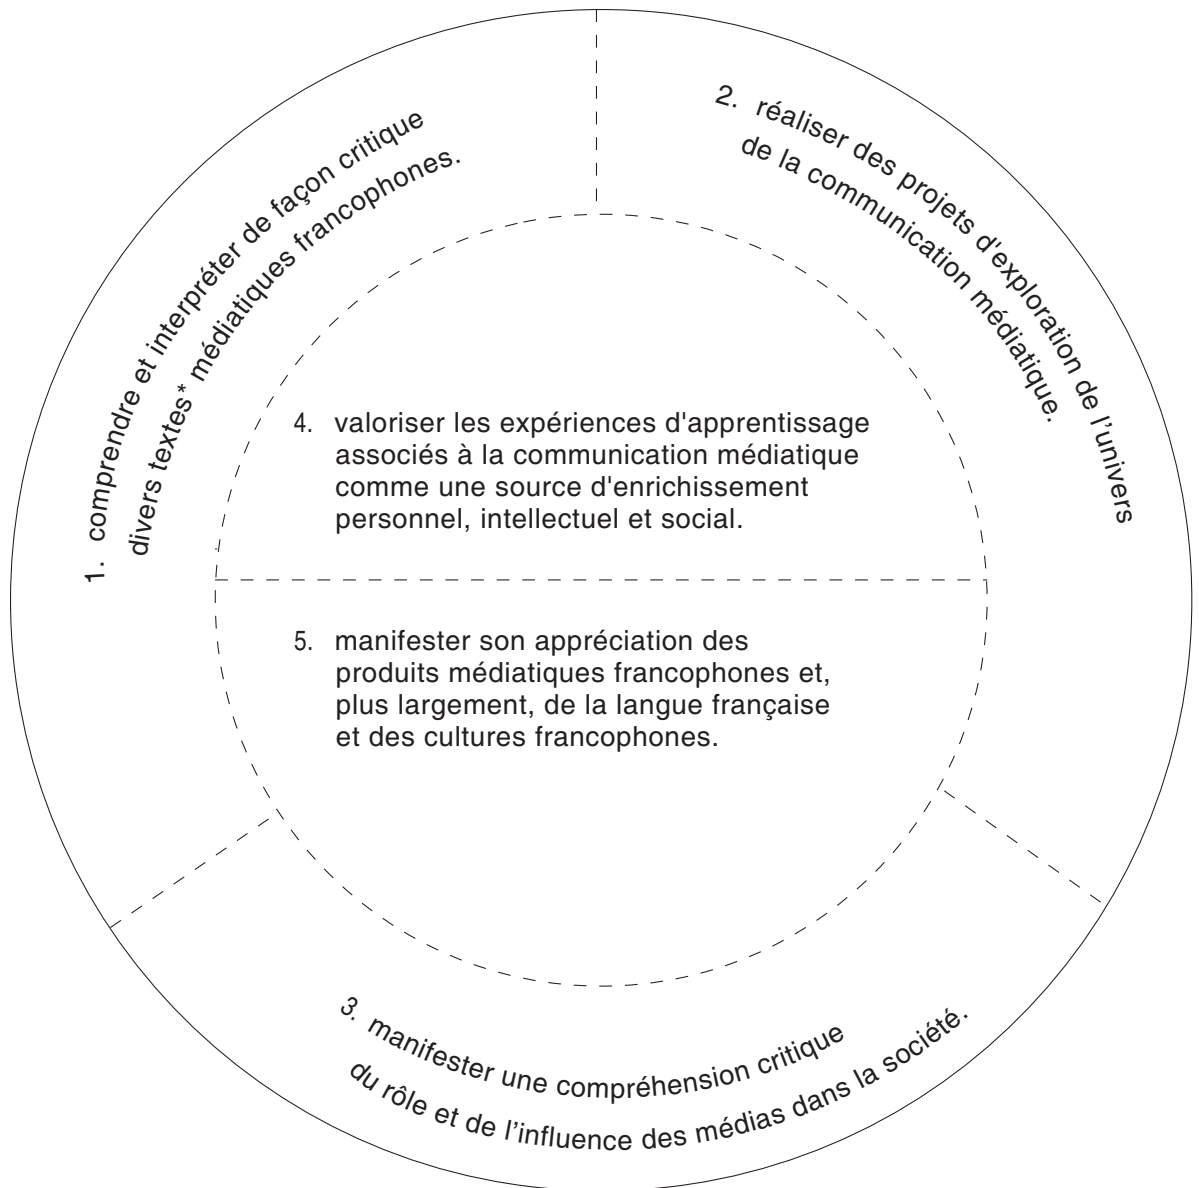 1. comprendre et interpréter de façon critique
divers textes* médiatiques francophones.
2. réaliser des projets d'exploration de l'univers
de la communication médiatique.
4. valoriser les expériences d'apprentissage
associés à la communication médiatique
comme une source d'enrichissement
personnel, intellectuel et social.
5. manifester son appréciation des
produits médiatiques francophones et,
plus largement, de la langue française
et des cultures francophones.
3. manifester une compréhension critique
du rôle et de l'influence des médias dans la société.